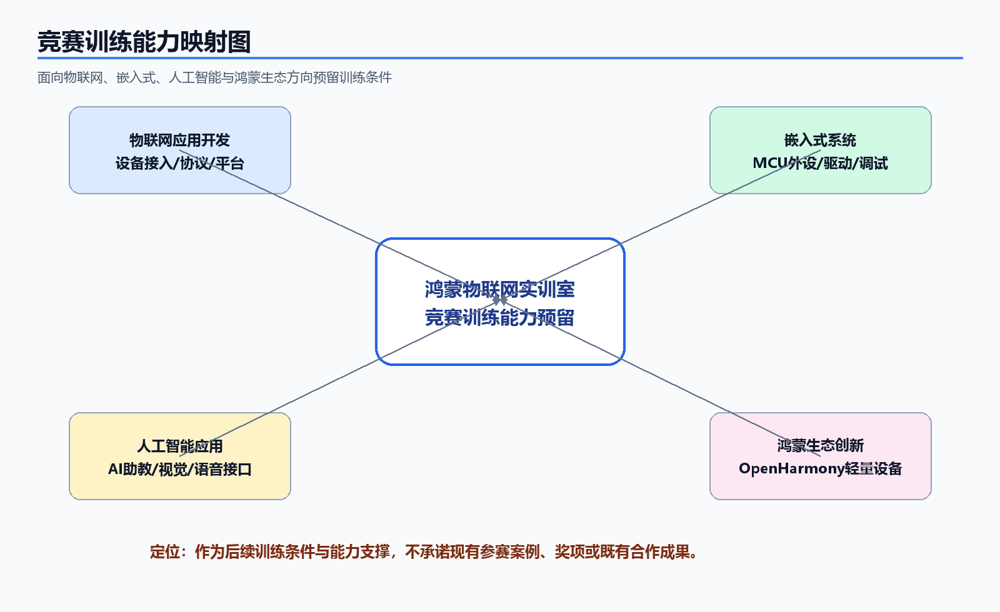 竞赛训练能力映射图
面向物联网、嵌入式、人工智能与鸿蒙生态方向预留训练条件
物联网应用开发
设备接入/协议/平台
嵌入式系统
MCU外设/驱动/调试
鸿蒙物联网实训室
竞赛训练能力预留
人工智能应用
AI助教/视觉/语音接口
鸿蒙生态创新
OpenHarmony轻量设备
定位：作为后续训练条件与能力支撑，不承诺现有参赛案例、奖项或既有合作成果。